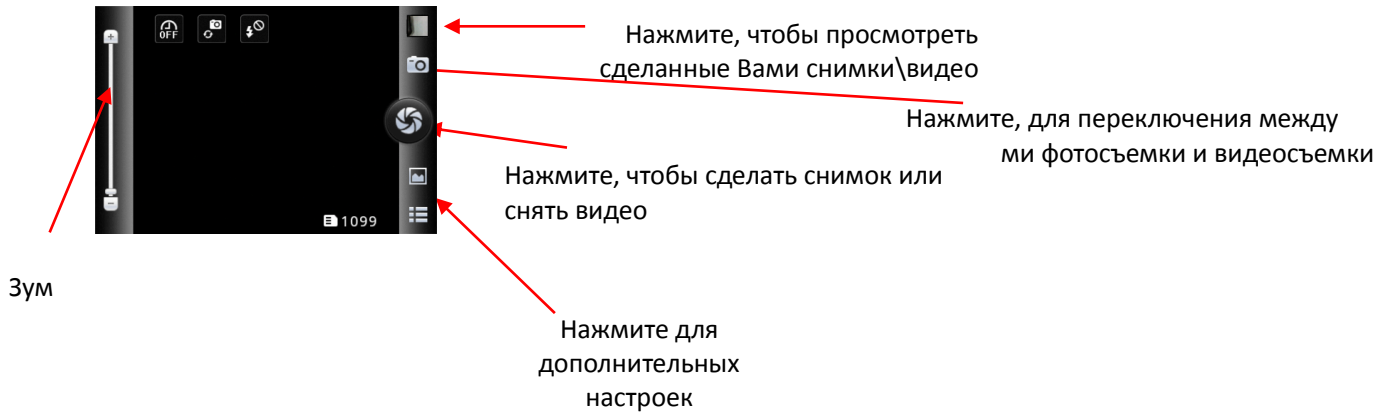 OFF
Нажмите, чтобы просмотреть
сделанные Вами снимки\видео
Нажмите, для переключения между
ми фотосъемки и видеосъемки
Нажмите, чтобы сделать снимок или
снять видео
1099
Зум
Нажмите для
дополнительных
настроек